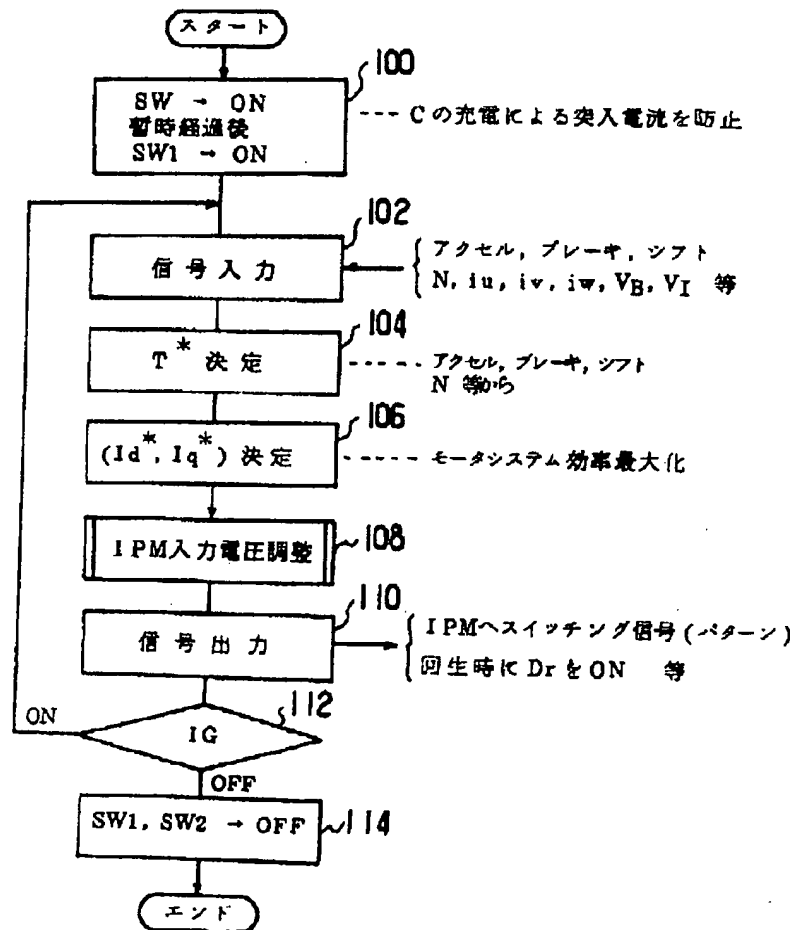 スタート
100
SW → ON
暫時経過後
SW1 → ON
Cの充電による突入電流を防止
102
信号入力
アクセル, ブレーキ, シフト
N, iu, iv, iw, VB, VI 等
104
T* 決定
アクセル, ブレーキ, シフト
N 等から
106
(Id*, Iq*) 決定
モータシステム効率最大化
IPM入力電圧調整
108
110
信号出力
IPMへスイッチング信号(パターン)
回生時にDrをON 等
112
ON
IG
OFF
SW1, SW2 → OFF
114
エンド